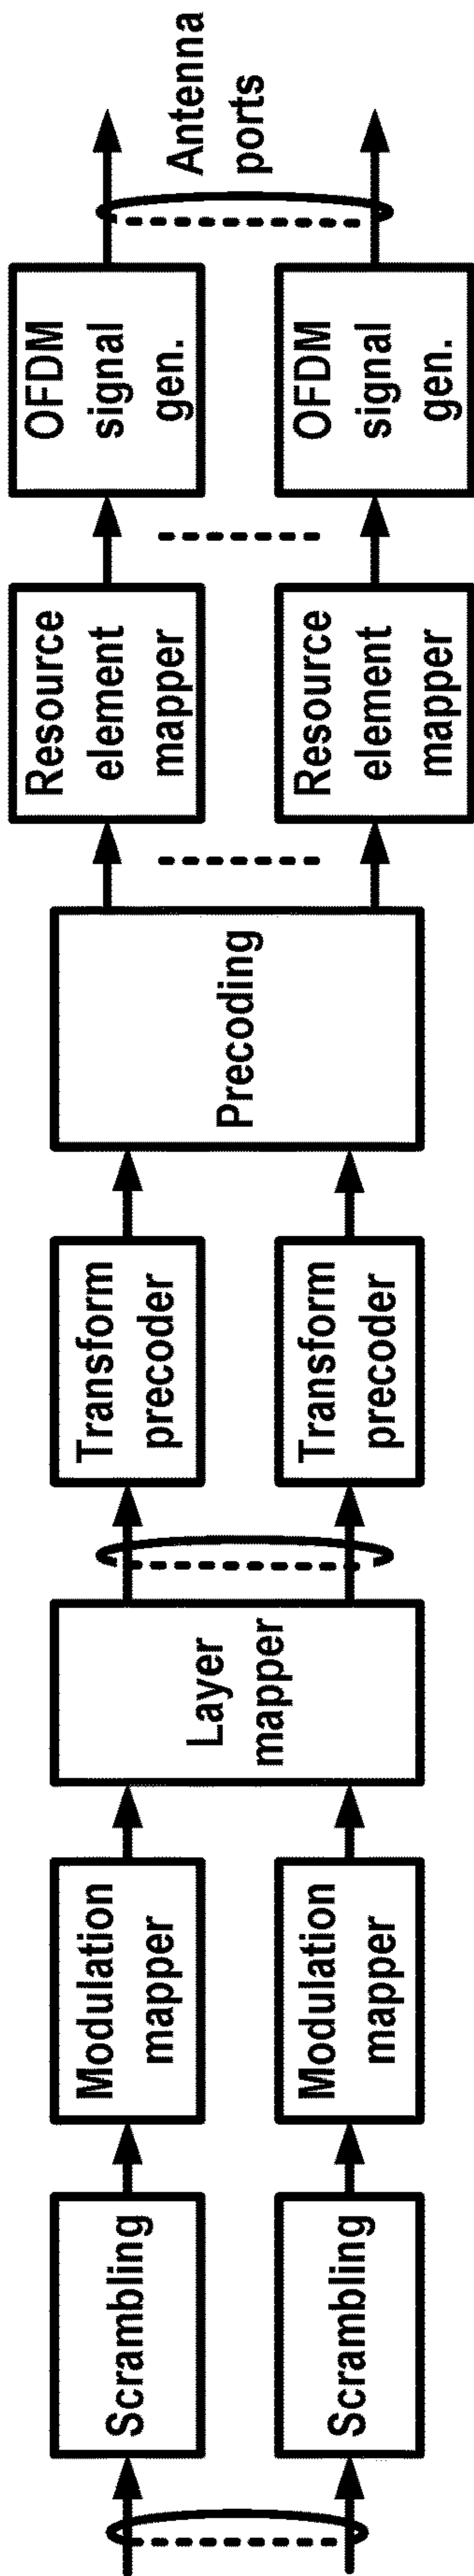 Scrambling
Scrambling
Modulation
mapper
Modulation
mapper
Layer
mapper
Transform
precoder
Transform
precoder
Precoding
Resource
element
mapper
Resource
element
mapper
OFDM
signal
gen.
OFDM
signal
gen.
Antenna
ports